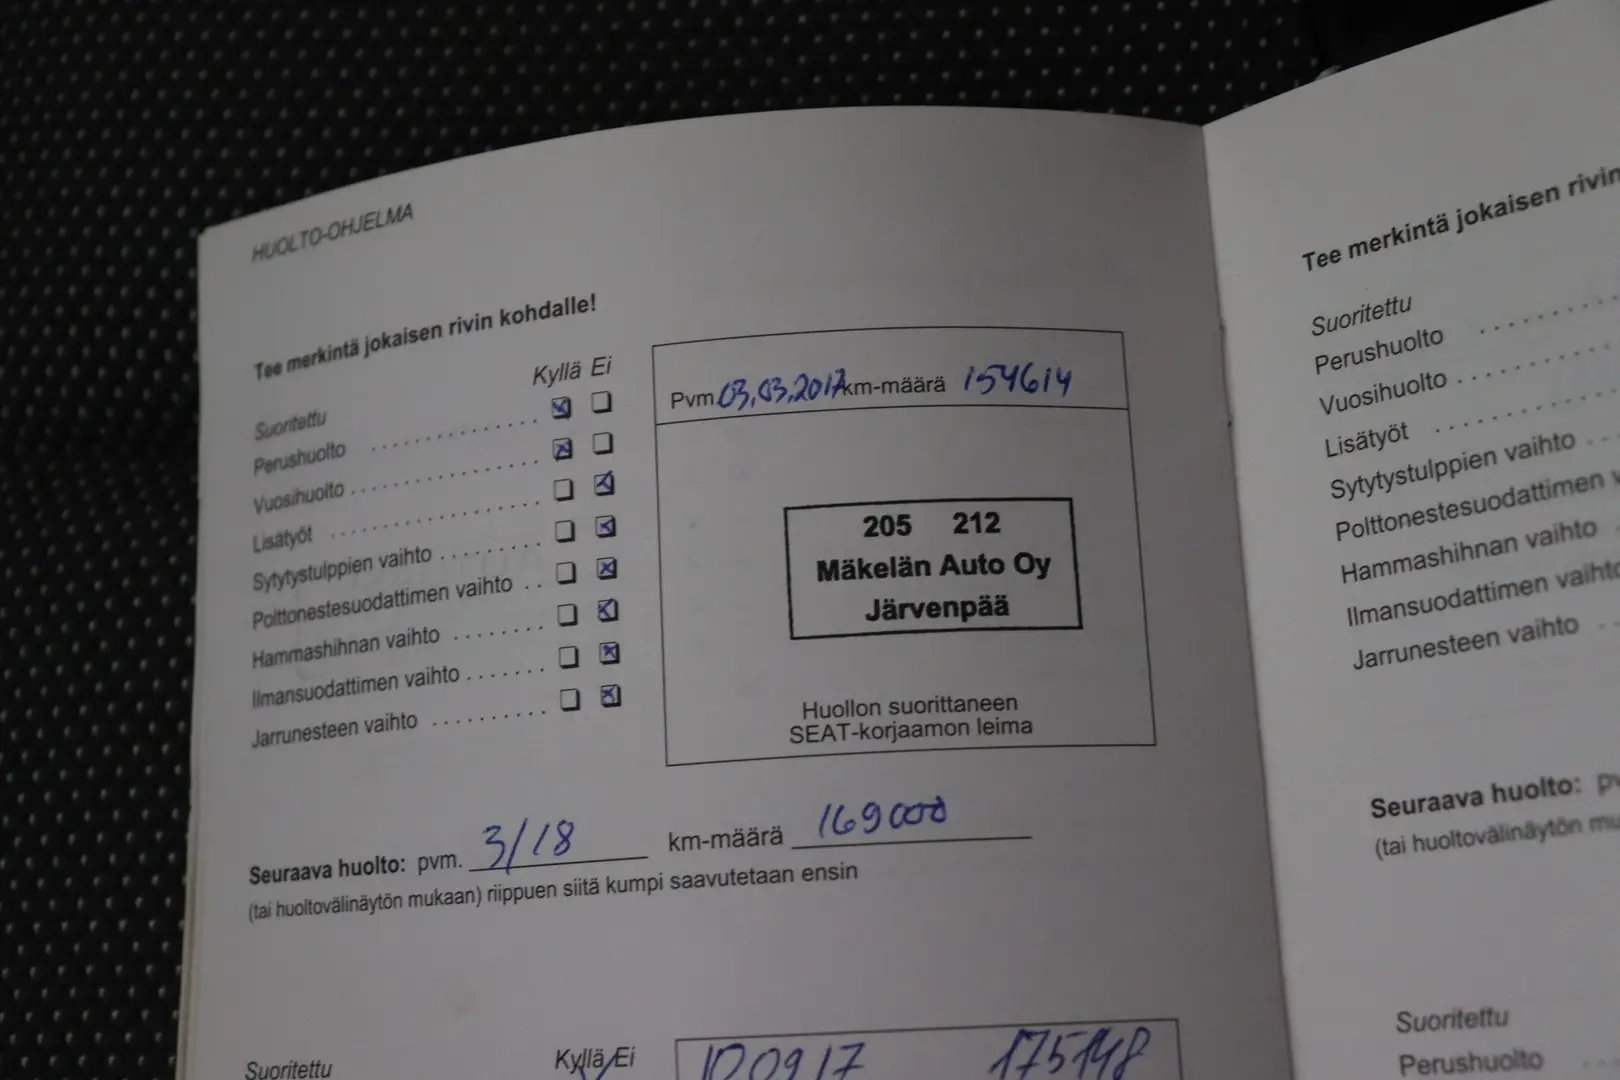 HUOLTO-OHJELMA
Tee merkintä jokaisen rivin kohdalle!
Kyllä Ei
Suoritettu
Perushuolto
Vuosihuolto
Lisätyöt
Sytytystulppien vaihto
Polttonestesuodattimen vaihto
Hammashihnan vaihto
Ilmansuodattimen vaihto
Jarrunesteen vaihto
Pvm 03.03.2017 km-määrä 154614
205 212
Mäkelän Auto Oy
Järvenpää
Huollon suorittaneen
SEAT-korjaamon leima
Seuraava huolto: pvm. 3/18 km-määrä 169000
(tai huoltovälinäytön mukaan) riippuen siitä kumpi saavutetaan ensin
Suoritettu
Kyllä Ei
175148
Tee merkintä jokaisen rivin
Suoritettu
Perushuolto
Vuosihuolto
Lisätyöt
Sytytystulppien vaihto
Polttonestesuodattimen
Hammashihnan vaihto
Ilmansuodattimen vaihto
Jarrunesteen vaihto
Seuraava huolto:
(tai huoltovälinäytön
Suoritettu
Perushuolto